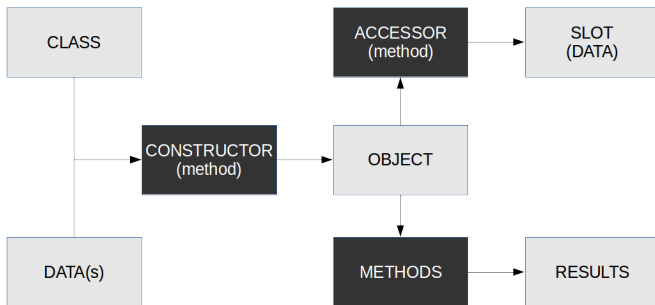 CLASS
ACCESSOR
(method)
SLOT
(DATA)
CONSTRUCTOR
(method)
OBJECT
DATA(s)
METHODS
RESULTS